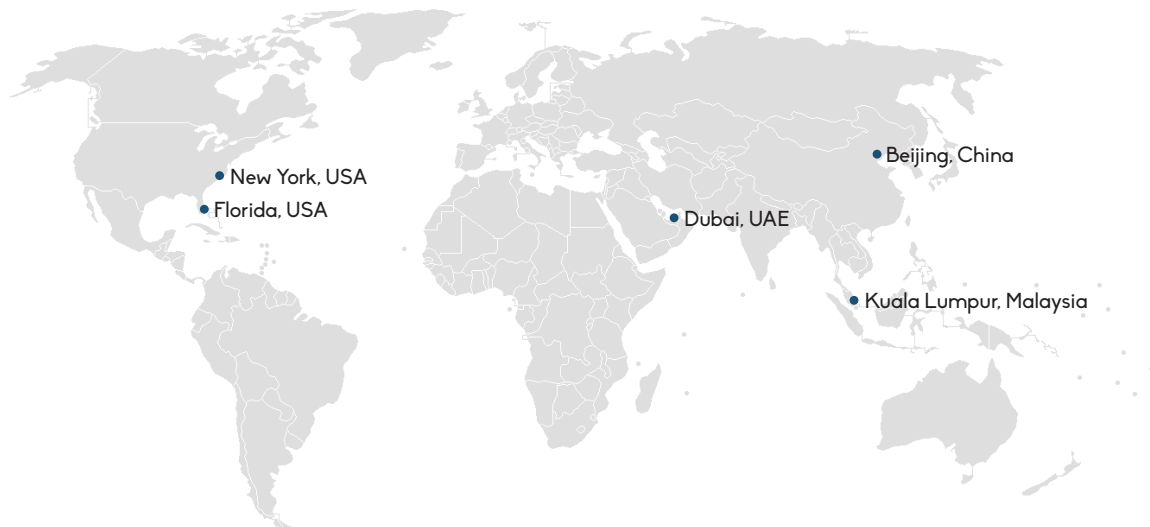 Beijing, China
New York, USA
Florida, USA
Dubai, UAE
Kuala Lumpur, Malaysia